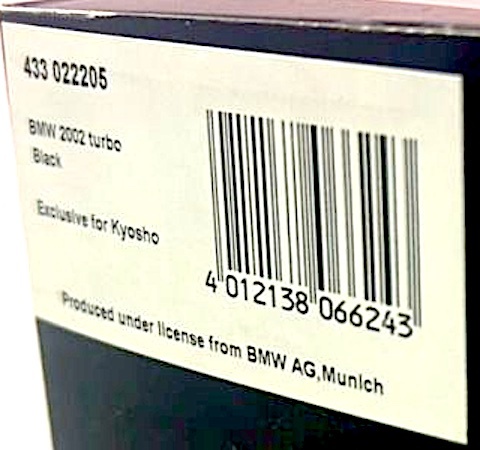 433 022205
BMW 2002 turbo
Black
Exclusive for Kyosho
4 012138 066243
Produced under license from BMW AG,Munich